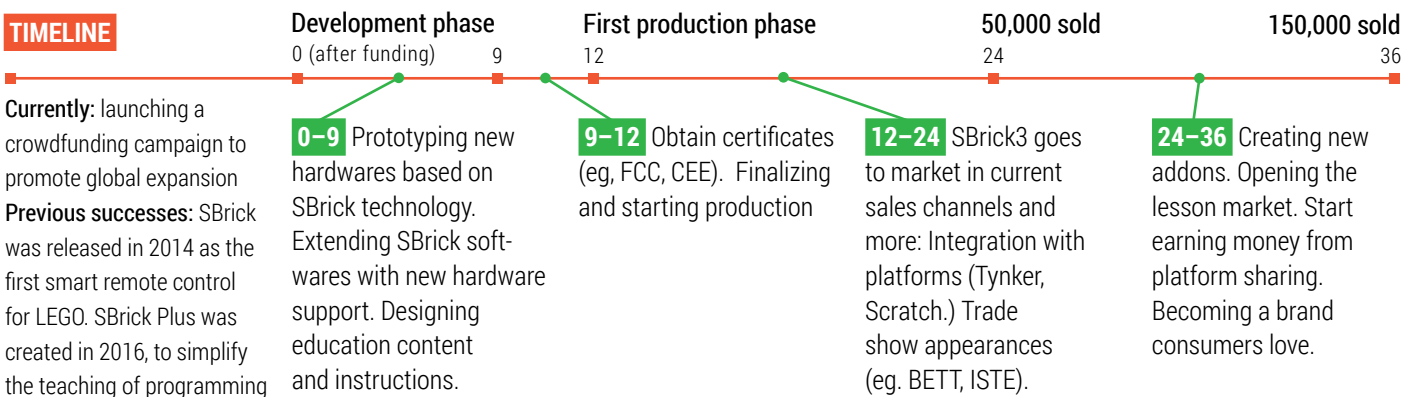 TIMELINE
Development phase
0 (after funding)
9
First production phase
12
50,000 sold
24
150,000 sold
36
Currently: launching a
crowdfunding campaign to
promote global expansion
Previous successes: SBrick
was released in 2014 as the
first smart remote control
for LEGO. SBrick Plus was
created in 2016, to simplify
the teaching of programming
0–9 Prototyping new
hardwares based on
SBrick technology.
Extending SBrick soft-
wares with new hardware
support. Designing
education content
and instructions.
9–12 Obtain certificates
(eg, FCC, CEE). Finalizing
and starting production
12–24 SBrick3 goes
to market in current
sales channels and
more: Integration with
platforms (Tynker,
Scratch.) Trade
show appearances
(eg. BETT, ISTE).
24–36 Creating new
addons. Opening the
lesson market. Start
earning money from
platform sharing.
Becoming a brand
consumers love.